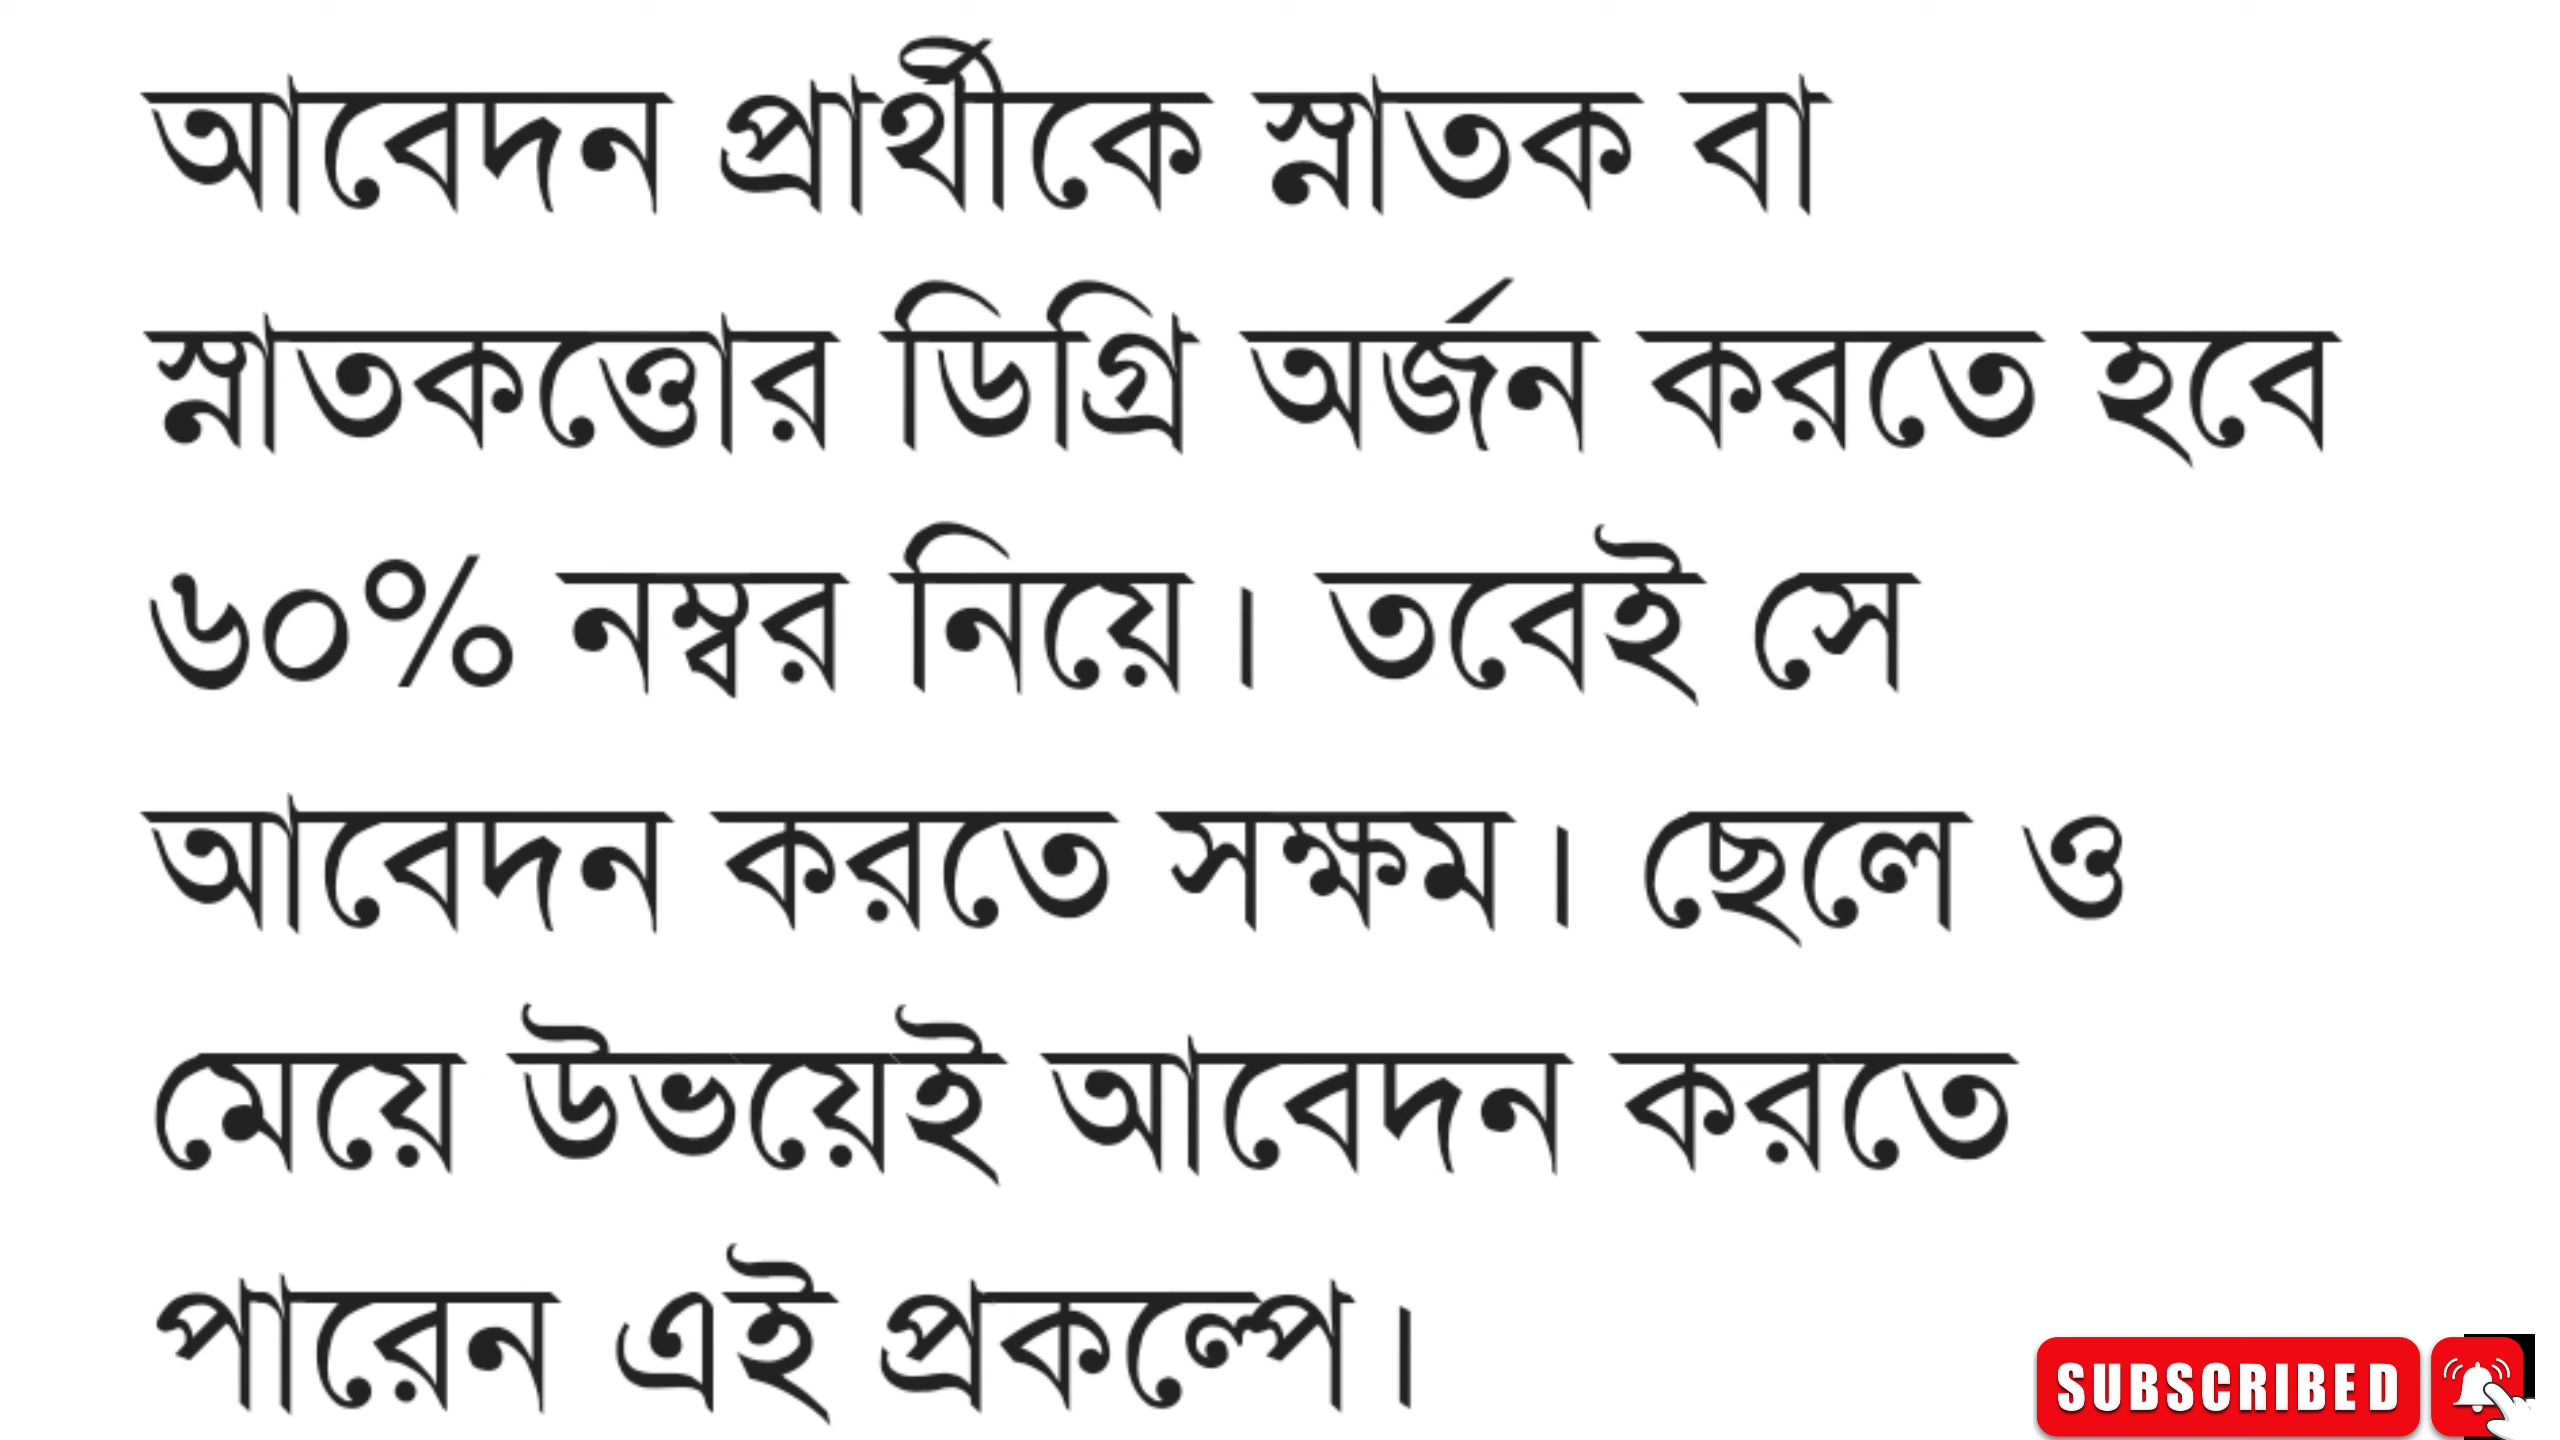 আবেদন প্রার্থীকে স্নাতক বা
স্নাতকত্তোর ডিগ্রি অর্জন করতে হবে
৬০% নম্বর নিয়ে। তবেই সে
আবেদন করতে সক্ষম। ছেলে ও
মেয়ে উভয়েই আবেদন করতে
পারেন এই প্রকল্পে।
SUBSCRIBED